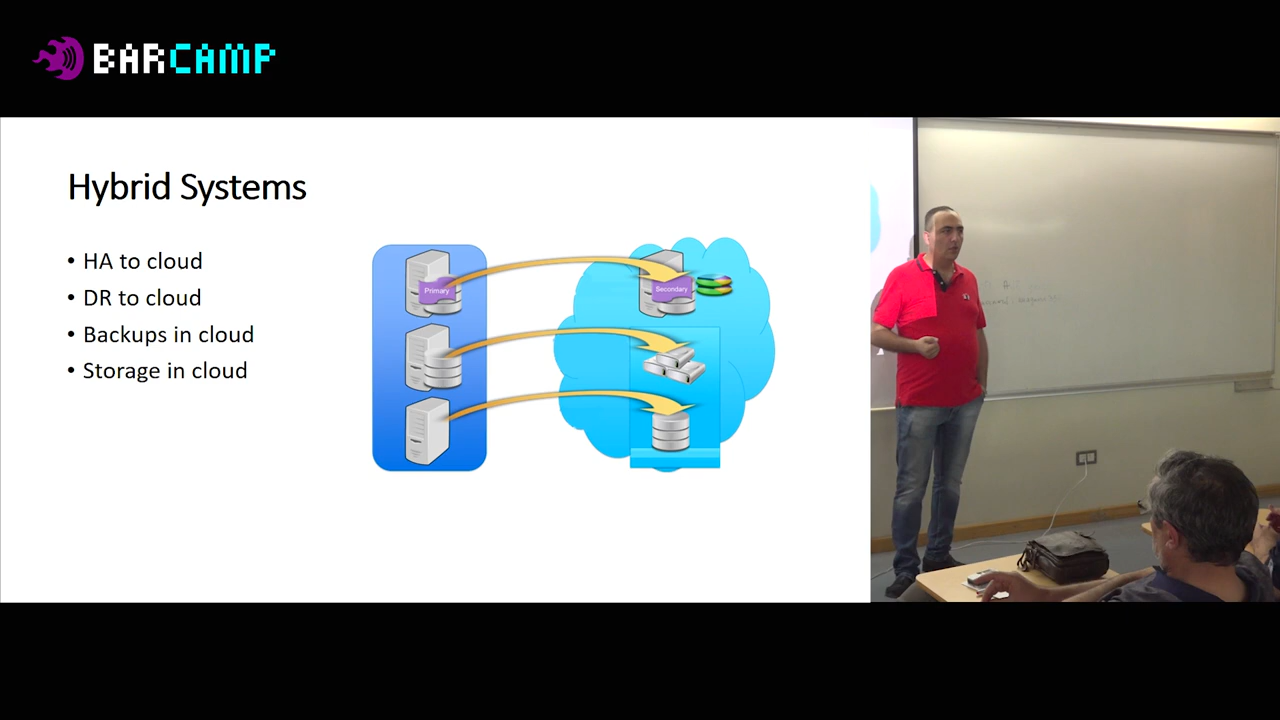 BARCAMP
Hybrid Systems
• HA to cloud
• DR to cloud
• Backups in cloud
• Storage in cloud
Primary
Secondary